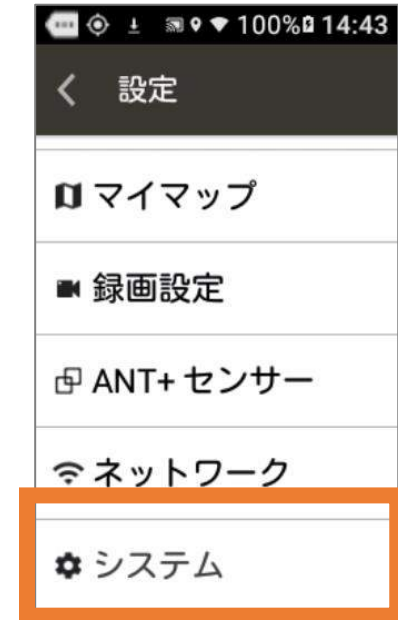 100% 14:43
設定
マイマップ
録画設定
ANT+ センサー
ネットワーク
システム